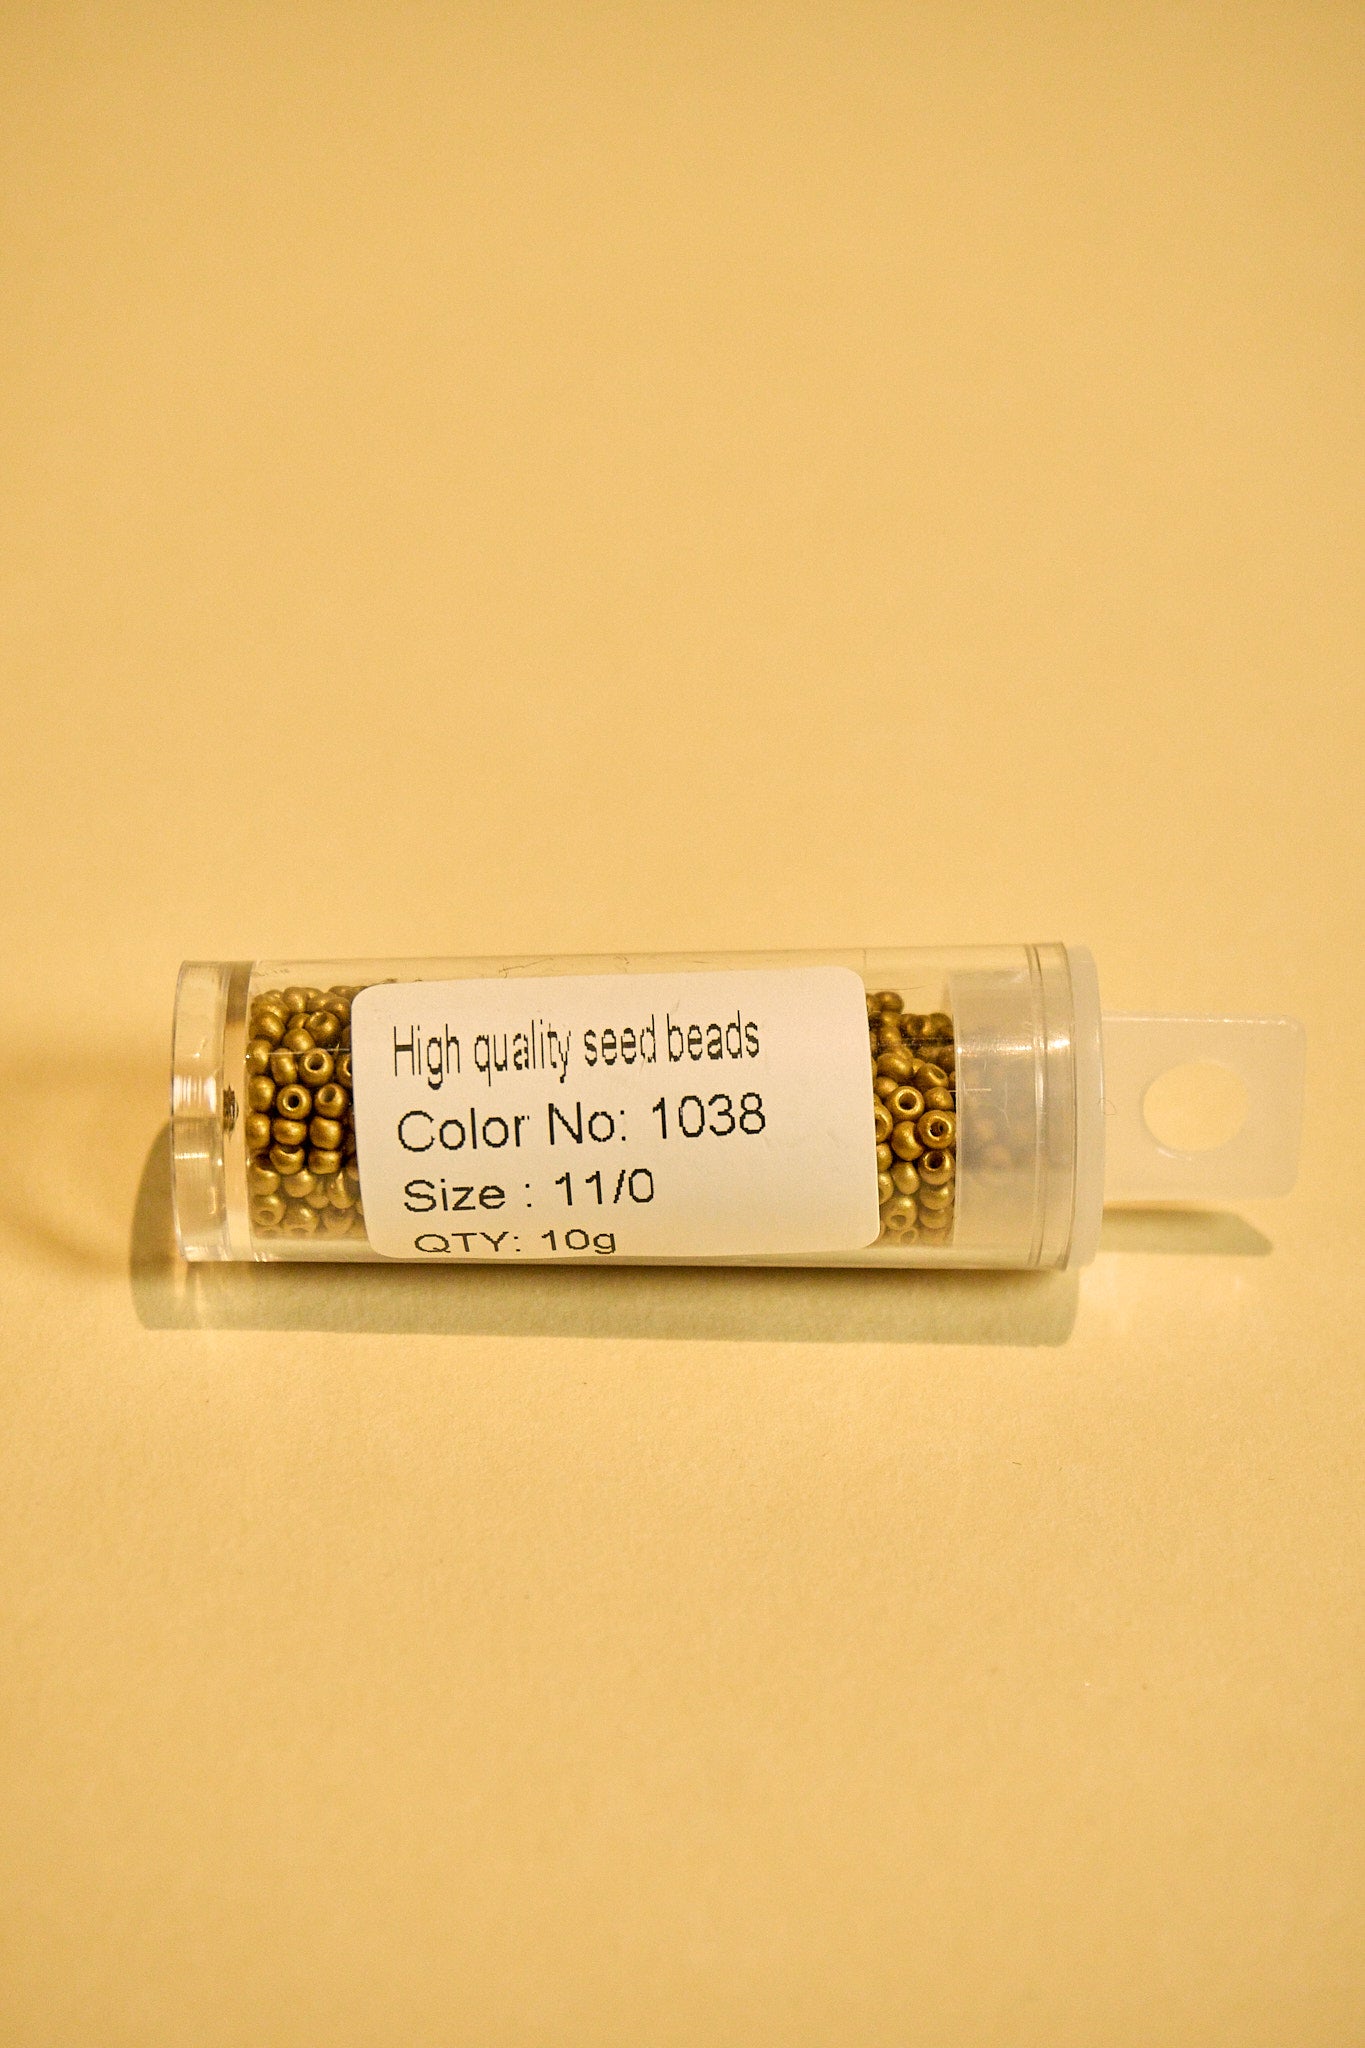 High quality seed beads
Color No: 1038
Size : 11/0
QTY: 10g